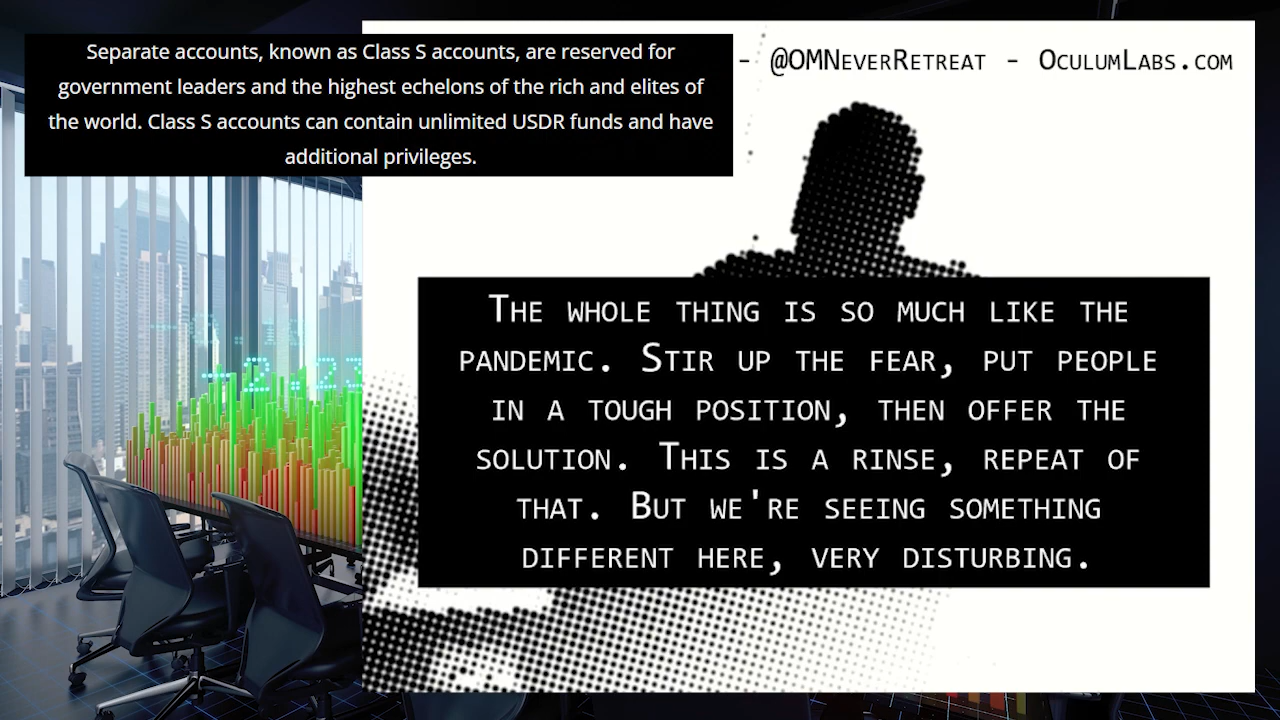 Separate accounts, known as Class S accounts, are reserved for
government leaders and the highest echelons of the rich and elites of
the world. Class S accounts can contain unlimited USDR funds and have
additional privileges.
- @OMNeverRetreat - OculumLabs.com
The whole thing is so much like the
pandemic. Stir up the fear, put people
in a tough position, then offer the
solution. This is a rinse, repeat of
that. But we're seeing something
different here, very disturbing.